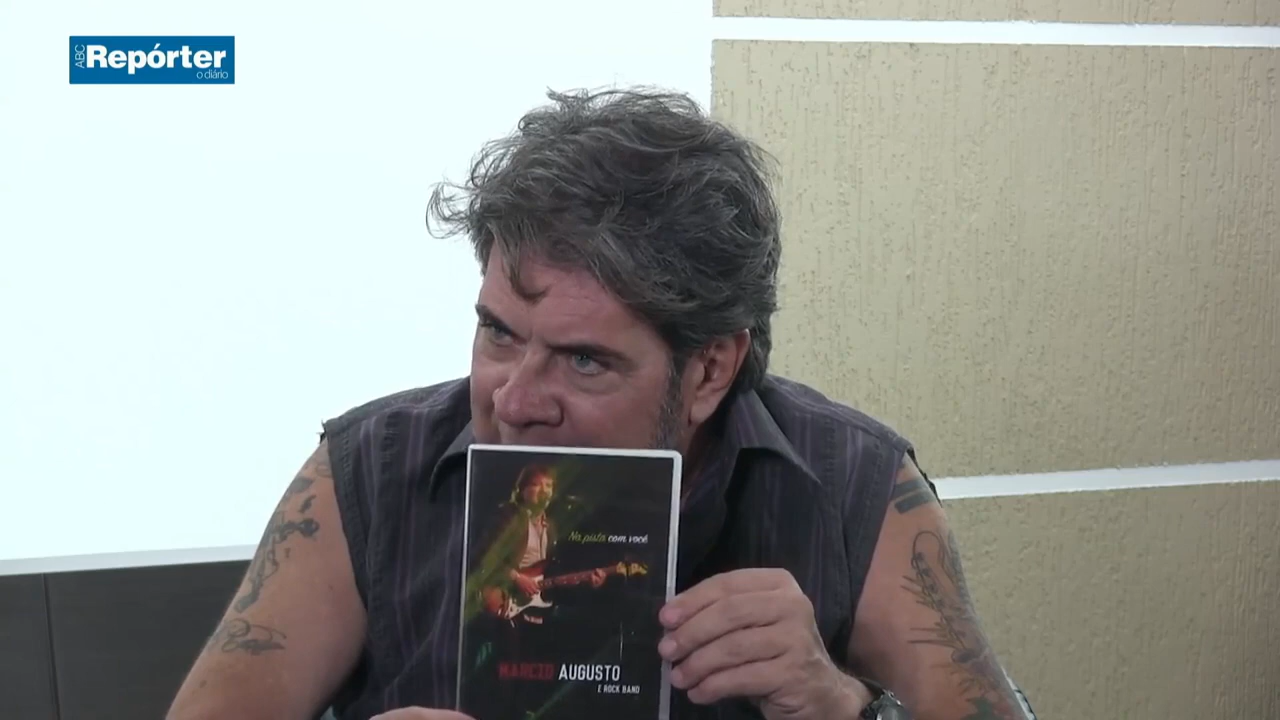 ABC
Repórter
o diário
Na pista com você
MARCIO AUGUSTO
E ROCK BAND